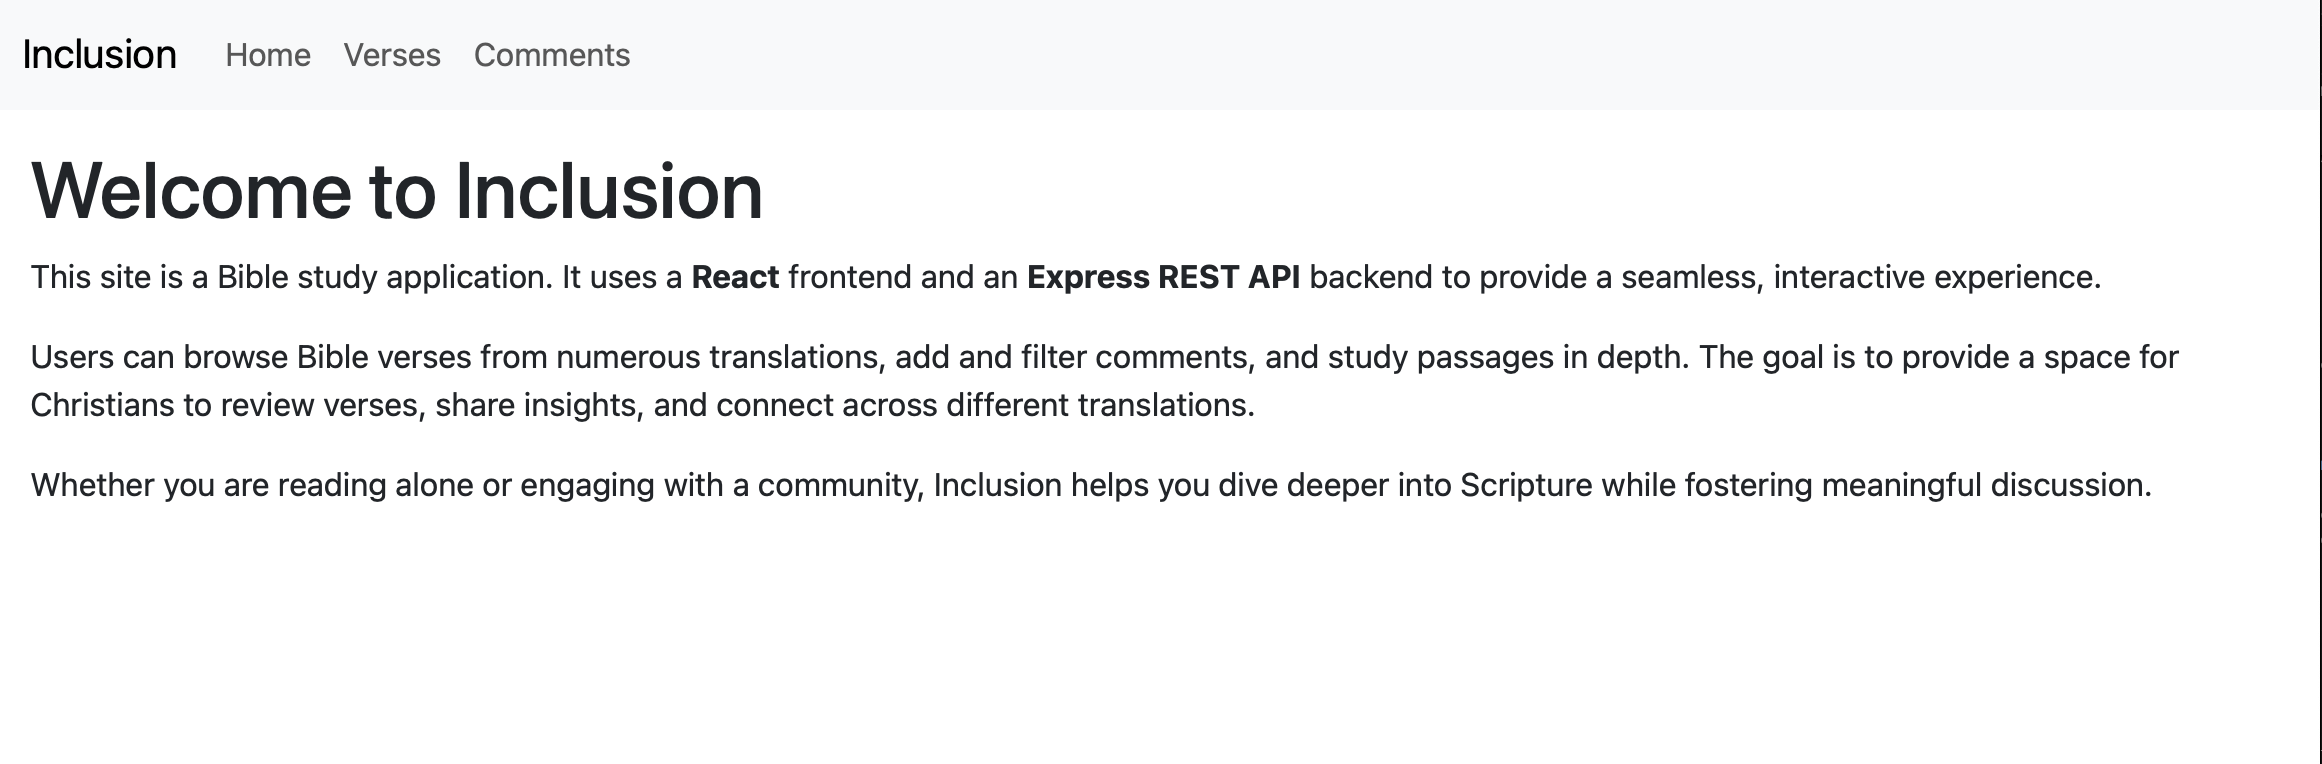 Inclusion Home Verses Comments
Welcome to Inclusion
This site is a Bible study application. It uses a React frontend and an Express REST API backend to provide a seamless, interactive experience.
Users can browse Bible verses from numerous translations, add and filter comments, and study passages in depth. The goal is to provide a space for
Christians to review verses, share insights, and connect across different translations.
Whether you are reading alone or engaging with a community, Inclusion helps you dive deeper into Scripture while fostering meaningful discussion.